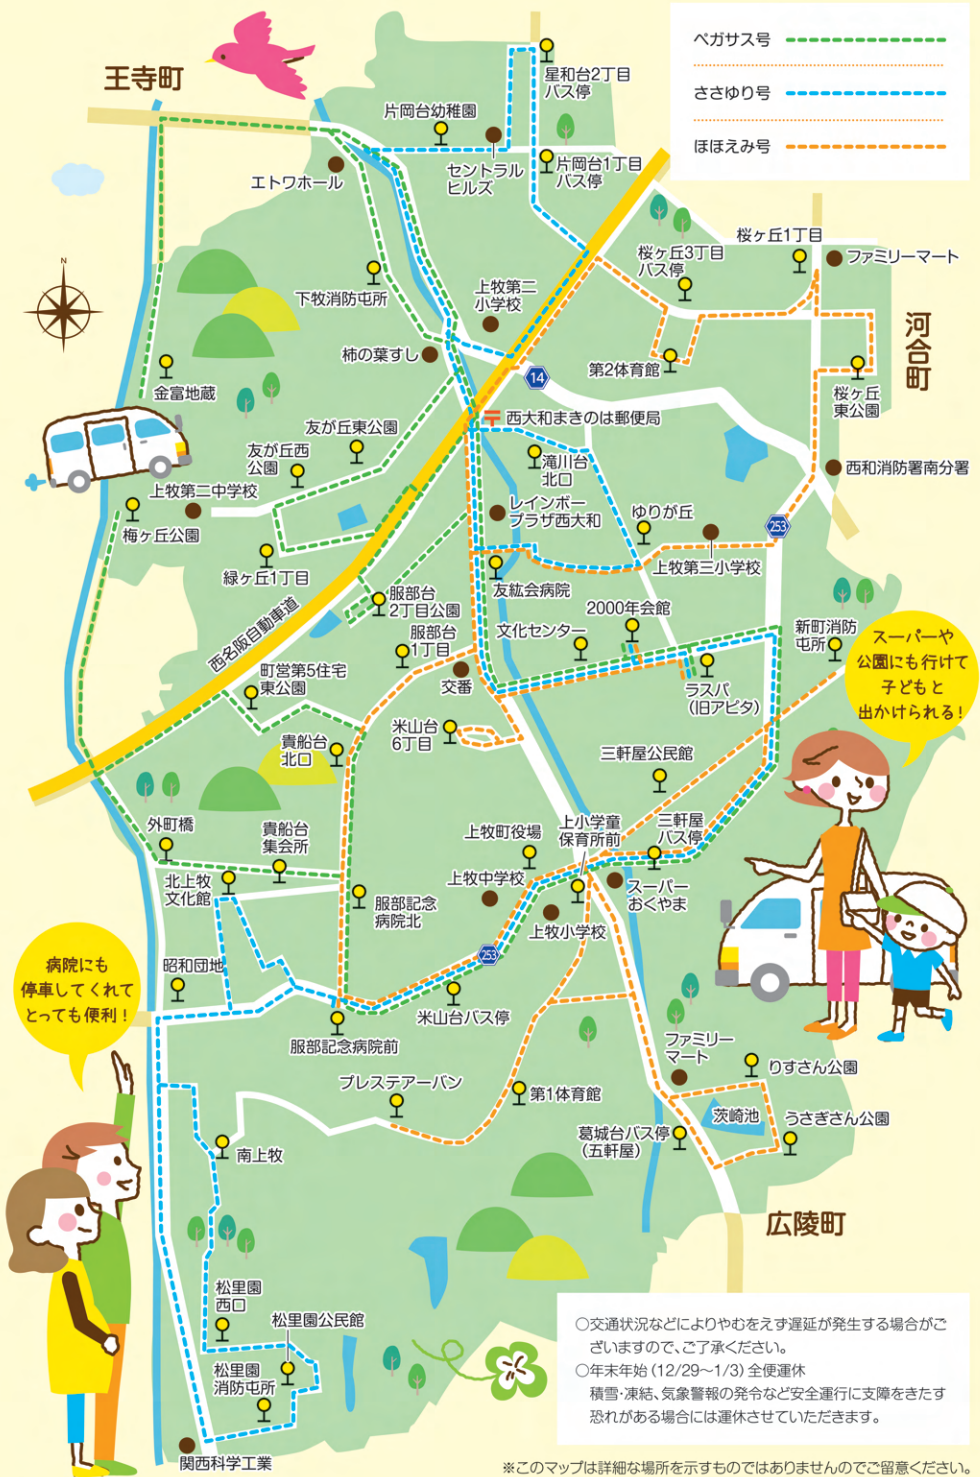 ペガサス号
ささゆり号
ほほえみ号
王寺町
星和台2丁目
バス停
片岡台幼稚園
セントラル
ヒルズ
片岡台1丁目
バス停
エトワホール
N
桜ヶ丘1丁目
ファミリーマート
桜ヶ丘3丁目
バス停
下牧消防屯所
上牧第二
小学校
河合町
柿の葉すし
第2体育館
14
金富地蔵
桜ヶ丘
東公園
西大和まきのは郵便局
友が丘東公園
友が丘西
公園
滝川台
北口
西和消防署南分署
上牧第二中学校
レインボー
プラザ西大和
ゆりが丘
253
梅ヶ丘公園
緑ヶ丘1丁目
上牧第三小学校
友紘会病院
服部台
2丁目公園
2000年会館
西名阪自動車道
服部台
1丁目
文化センター
新町消防
屯所
スーパーや
公園にも行けて
子どもと
出かけられる!
町営第5住宅
東公園
交番
ラスパ
(旧アピタ)
米山台
6丁目
貴船台
北口
三軒屋公民館
外町橋
貴船台
集会所
上牧町役場
上小学童
保育所前
三軒屋
バス停
北上牧
文化館
上牧中学校
スーパー
おくやま
服部記念
病院北
上牧小学校
253
病院にも
停車してくれて
とっても便利!
昭和団地
米山台バス停
服部記念病院前
ファミリー
マート
プレステアーバン
りすさん公園
第1体育館
茨崎池
うさぎさん公園
葛城台バス停
(五軒屋)
南上牧
広陵町
松里園
西口
松里園公民館
松里園
消防屯所
関西科学工業
○交通状況などによりやむをえず遅延が発生する場合がご
ざいますので、ご了承ください。
○年末年始(12/29〜1/3)全便運休
積雪・凍結、気象警報の発令など安全運行に支障をきたす
恐れがある場合には運休させていただきます。
※このマップは詳細な場所を示すものではありませんのでご留意ください。